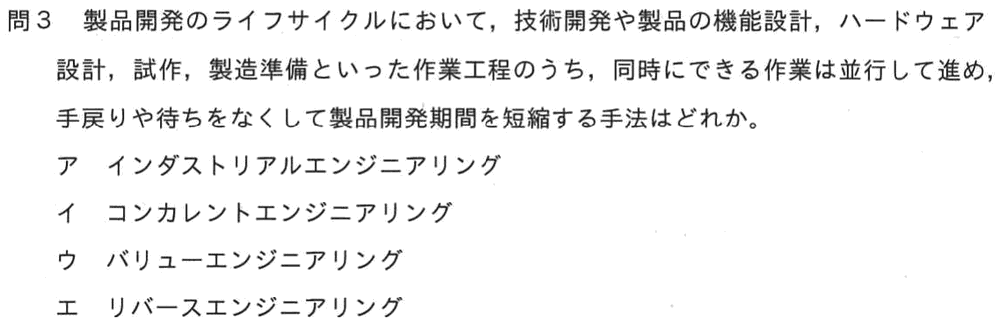 問3　製品開発のライフサイクルにおいて，技術開発や製品の機能設計，ハードウェア
設計，試作，製造準備といった作業工程のうち，同時にできる作業は並行して進め，
手戻りや待ちをなくして製品開発期間を短縮する手法はどれか。
ア　インダストリアルエンジニアリング
イ　コンカレントエンジニアリング
ウ　バリューエンジニアリング
エ　リバースエンジニアリング